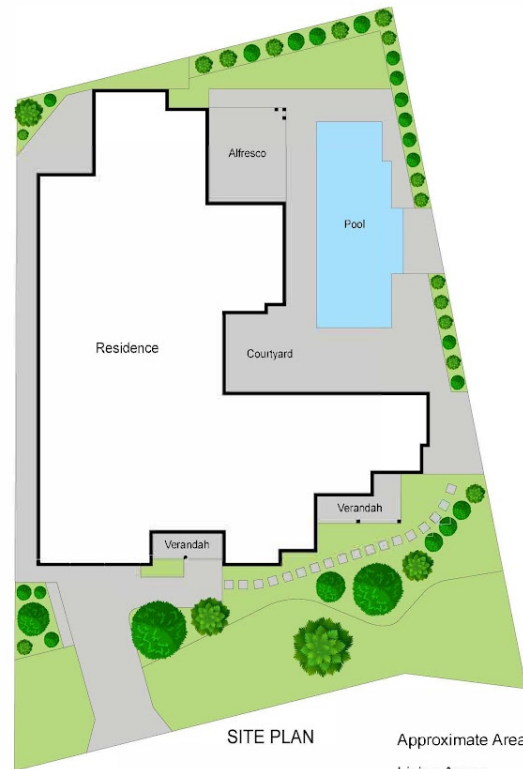 Alfresco
Pool
Residence
Courtyard
Verandah
Verandah
SITE PLAN
Approximate Area